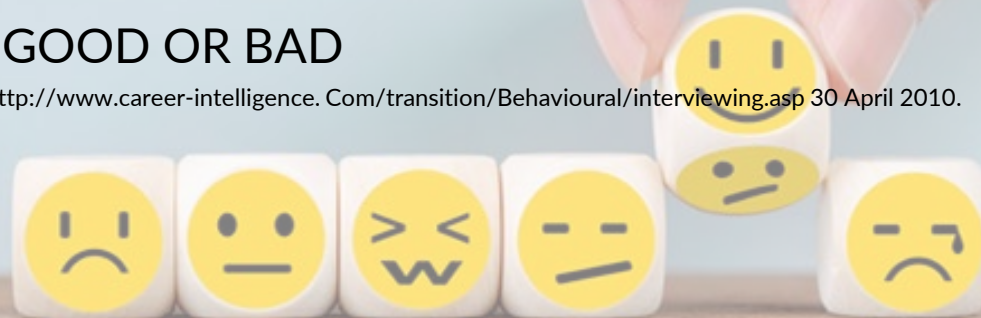 GOOD OR BAD
ttp://www.career-intelligence. Com/transition/Behavioural/interviewing.asp 30 April 2010.